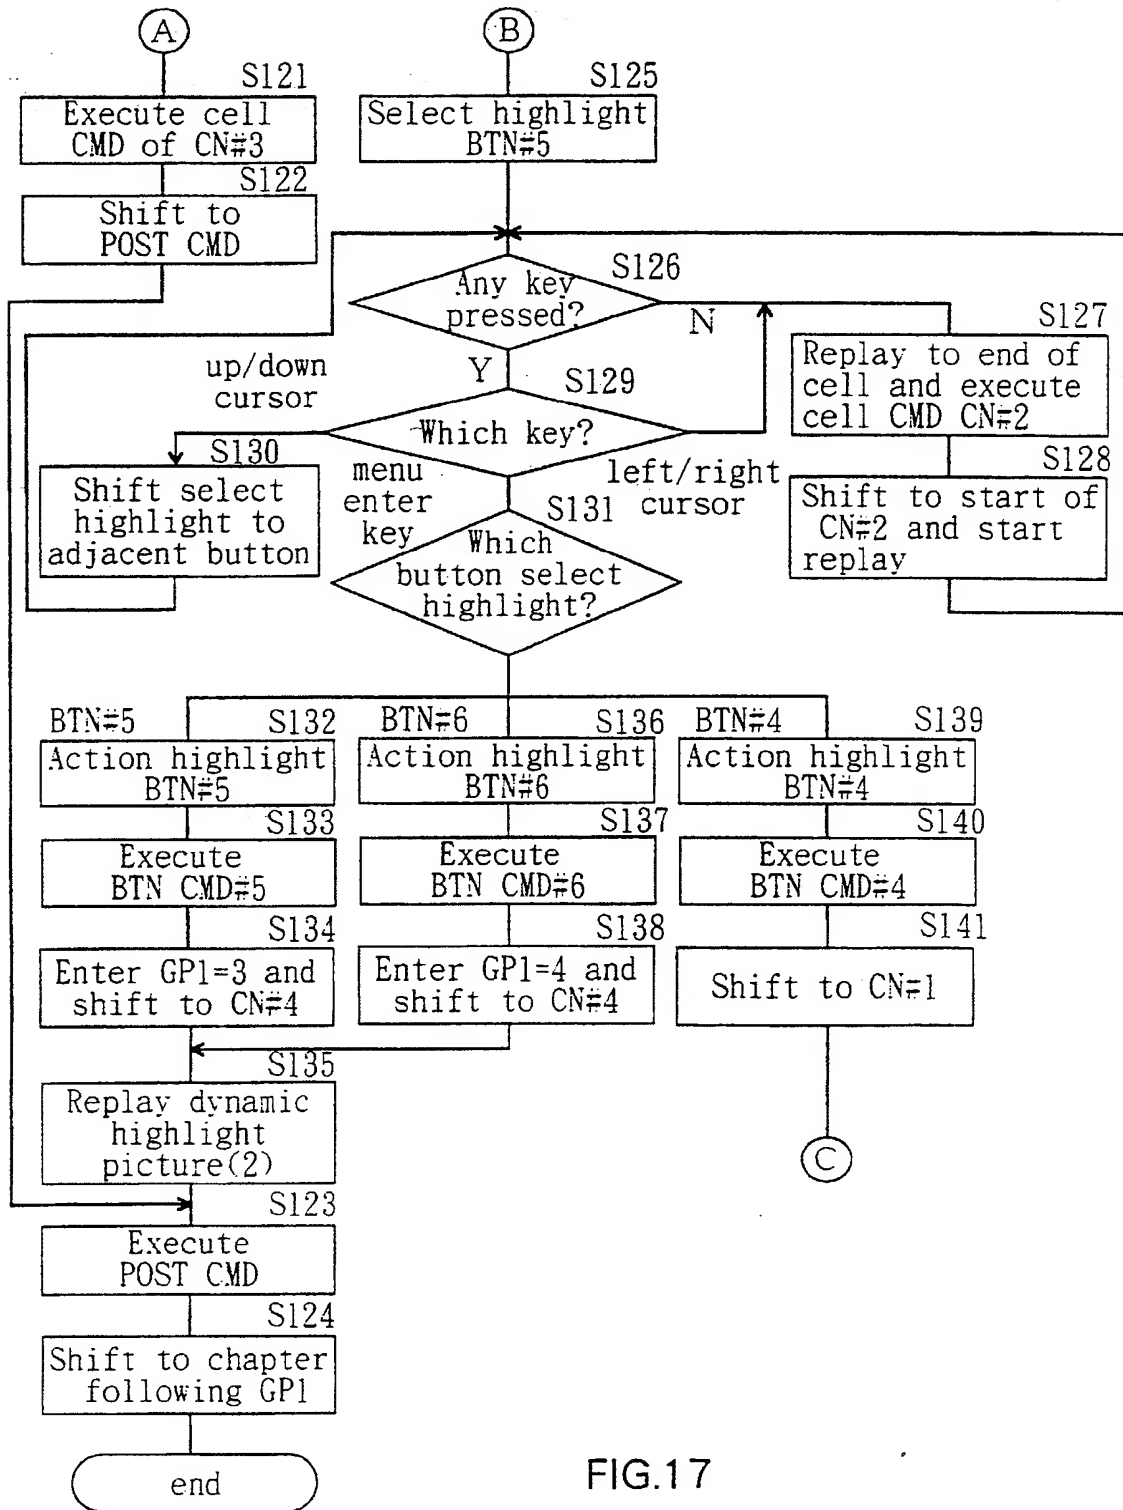 A
S121
Execute cell
CMD of CN#3
S122
Shift to
POST CMD
B
S125
Select highlight
BTN#5
S126
Any key
pressed?
N
Y
S127
Replay to end of
cell and execute
cell CMD CN#2
S128
Shift to start of
CN#2 and start
replay
S129
Which key?
up/down
cursor
menu
enter
key
left/right
cursor
S130
Shift select
highlight to
adjacent button
S131
Which
button select
highlight?
BTN#5
S132
Action highlight
BTN#5
S133
Execute
BTN CMD#5
S134
Enter GP1=3 and
shift to CN#4
BTN#6
S136
Action highlight
BTN#6
S137
Execute
BTN CMD#6
S138
Enter GP1=4 and
shift to CN#4
BTN#4
S139
Action highlight
BTN#4
S140
Execute
BTN CMD#4
S141
Shift to CN#1
C
S135
Replay dynamic
highlight
picture(2)
S123
Execute
POST CMD
S124
Shift to chapter
following GP1
end
FIG.17